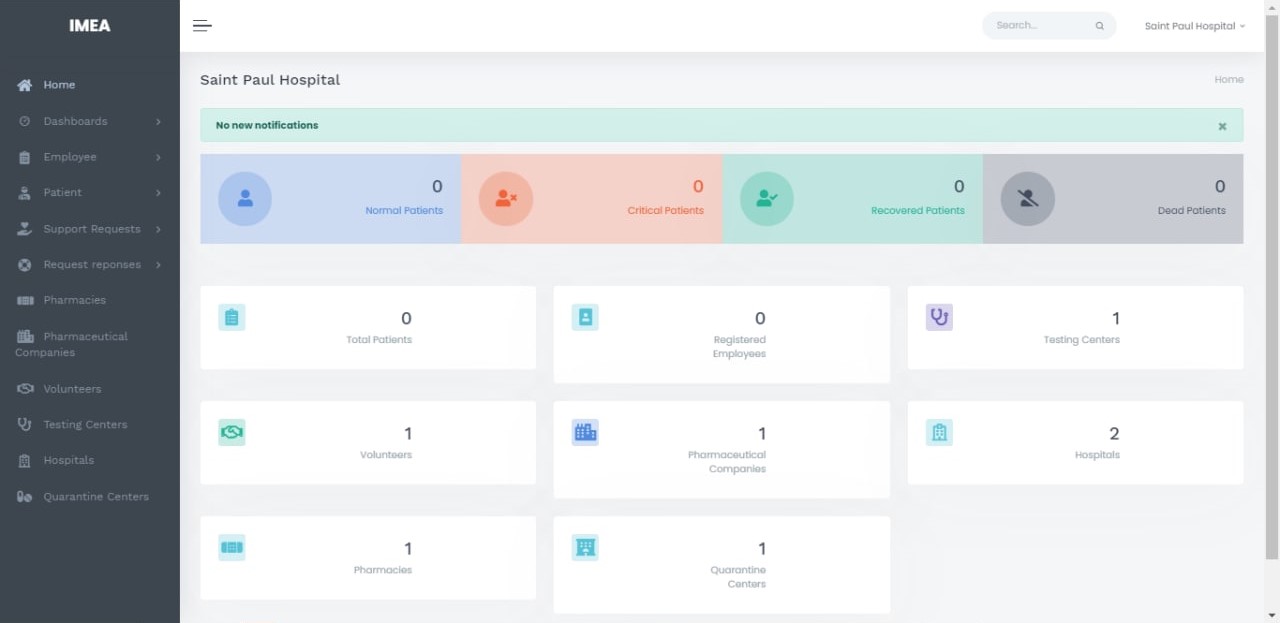 IMEA
Search...
Saint Paul Hospital
Home
Dashboards
Employee
Patient
Support Requests
Request reponses
Pharmacies
Pharmaceutical
Companies
Volunteers
Testing Centers
Hospitals
Quarantine Centers
Saint Paul Hospital
Home
No new notifications
0
Normal Patients
0
Critical Patients
0
Recovered Patients
0
Dead Patients
0
Total Patients
0
Registered
Employees
1
Testing Centers
1
Volunteers
1
Pharmaceutical
Companies
2
Hospitals
1
Pharmacies
1
Quarantine
Centers